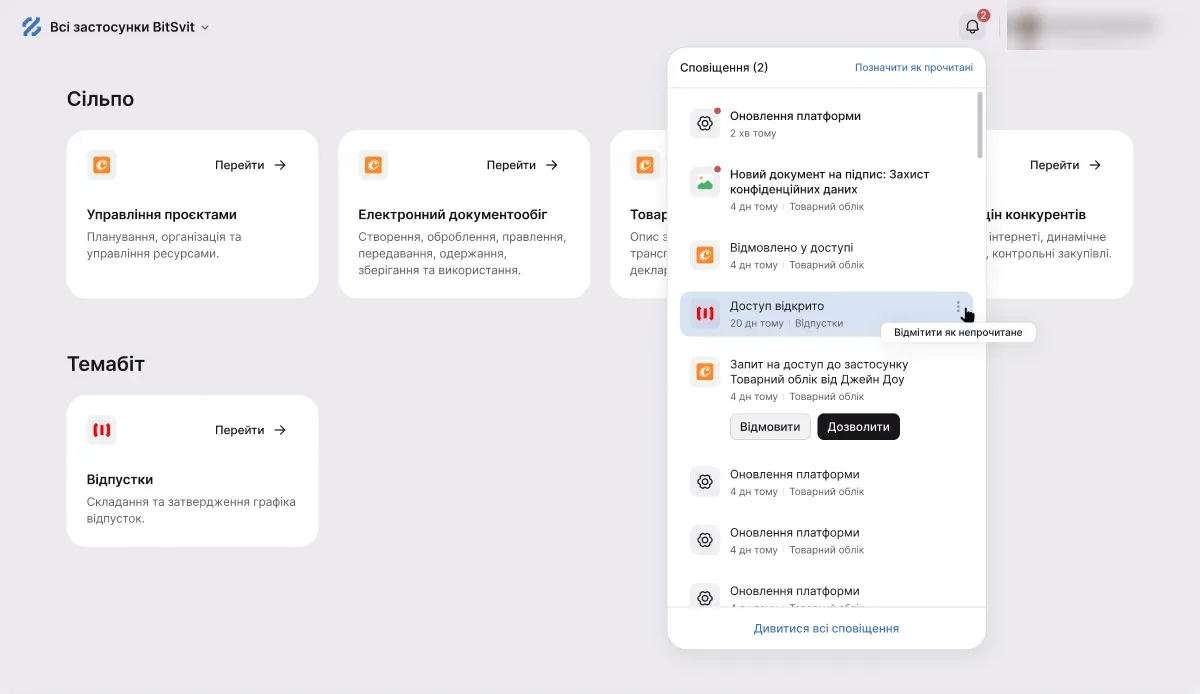 Всі застосунки BitSvit
2
Сповіщення (2)
Позначити як прочитані
Оновлення платформи
2 хв тому
Новий документ на підпис: Захист
конфіденційних даних
4 дн тому | Товарний облік
Відмовлено у доступі
4 дн тому | Товарний облік
Доступ відкрито
20 дн тому | Відпустки
Відмітити як непрочитане
Запит на доступ до застосунку
Товарний облік від Джейн Доу
4 дн тому | Товарний облік
Відмовити
Дозволити
Оновлення платформи
4 дн тому | Товарний облік
Оновлення платформи
4 дн тому | Товарний облік
Оновлення платформи
Дивитися всі сповіщення
Сільпо
Перейти
Управління проєктами
Планування, організація та
управління ресурсами.
Перейти
Електронний документообіг
Створення, оброблення, правлення,
передавання, одержання,
зберігання та використання.
Товар
Опис
Перейти
конкурентів
інтернеті, динамічне
контрольні закупівлі.
Темабіт
Перейти
Відпустки
Складання та затвердження графіка
відпусток.